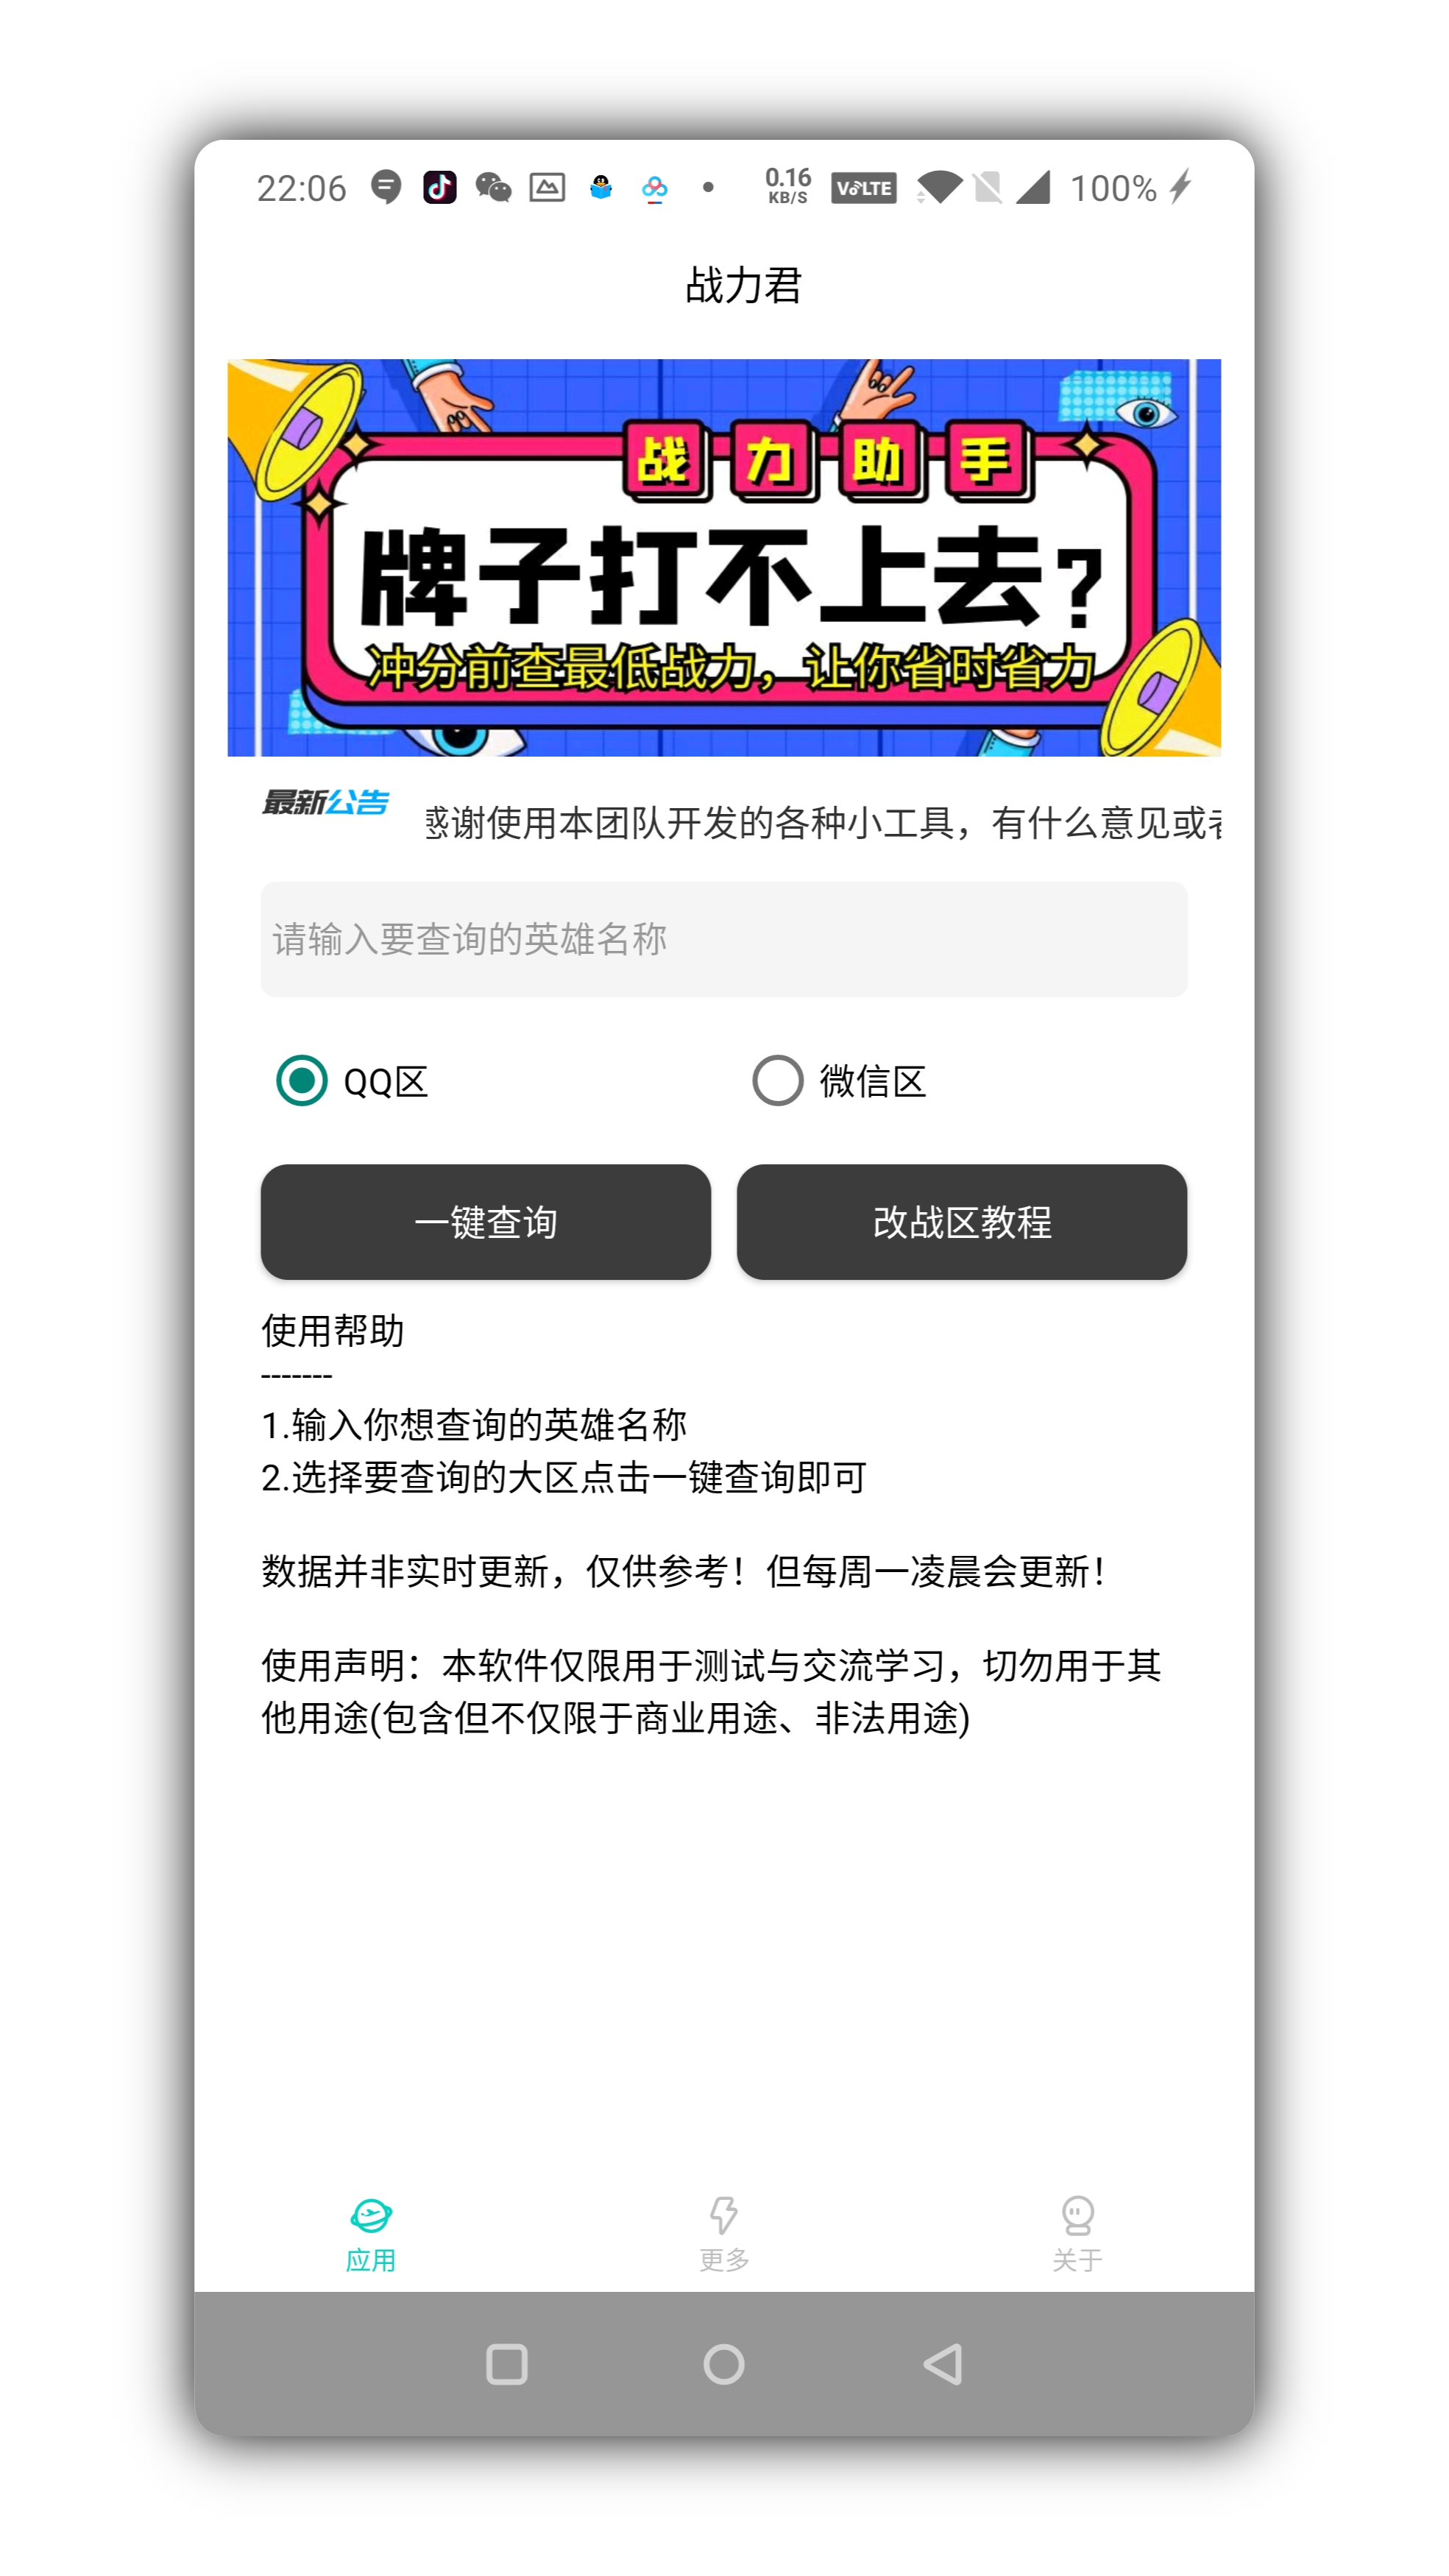 22:06
0.16
KB/S
VoLTE
100%
战力君
战力助手
牌子打不上去?
冲分前查最低战力，让你省时省力
最新公告
感谢使用本团队开发的各种小工具，有什么意见或者
请输入要查询的英雄名称
QQ区
微信区
一键查询
改战区教程
使用帮助
-------
1.输入你想查询的英雄名称
2.选择要查询的大区点击一键查询即可
数据并非实时更新，仅供参考！但每周一凌晨会更新！
使用声明：本软件仅限用于测试与交流学习，切勿用于其
他用途(包含但不仅限于商业用途、非法用途)
应用
更多
关于